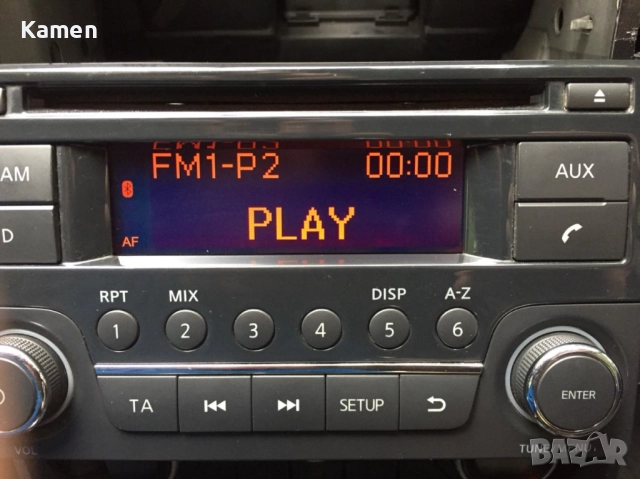 Kamen
FM1-P2 00:00
PLAY
AF
AM
AUX
D
RPT MIX DISP A-Z
1 2 3 4 5 6
TA SETUP
ENTER
VOL
BAZAR